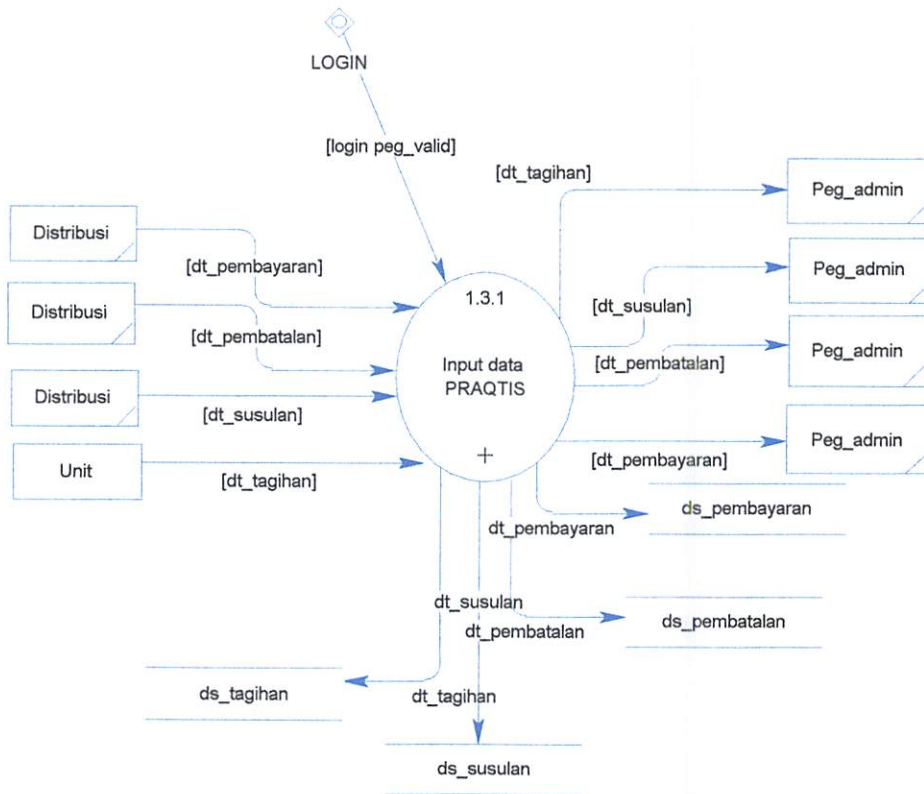 LOGIN
[login peg_valid]
[dt_tagihan]
Peg_admin
Distribusi
[dt_pembayaran]
Peg_admin
1.3.1
[dt_susulan]
Distribusi
[dt_pembatalan]
Peg_admin
[dt_pembatalan]
Input data
PRAQTIS
Distribusi
[dt_susulan]
Peg_admin
[dt_pembayaran]
Unit
[dt_tagihan]
ds_pembayaran
dt_pembayaran
dt_susulan
dt_pembatalan
ds_pembatalan
ds_tagihan
dt_tagihan
ds_susulan